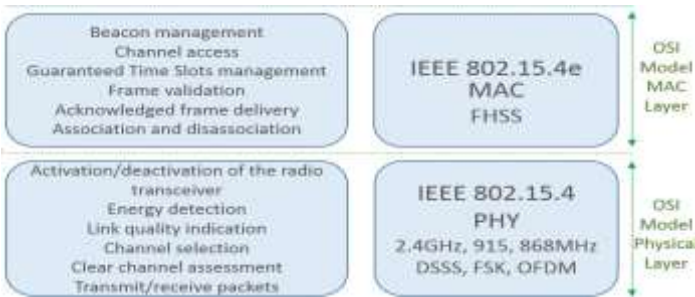 Beacon management
Channel access
Guaranteed Time Slots management
Frame validation
Acknowledged frame delivery
Association and disassociation
IEEE 802.15.4e
MAC
FHSS
OSI
Model
MAC
Layer
Activation/deactivation of the radio
transceiver
Energy detection
Link quality indication
Channel selection
Clear channel assessment
Transmit/receive packets
IEEE 802.15.4
PHY
2.4GHz, 915, 868MHz
DSSS, FSK, OFDM
OSI
Model
Physical
Layer